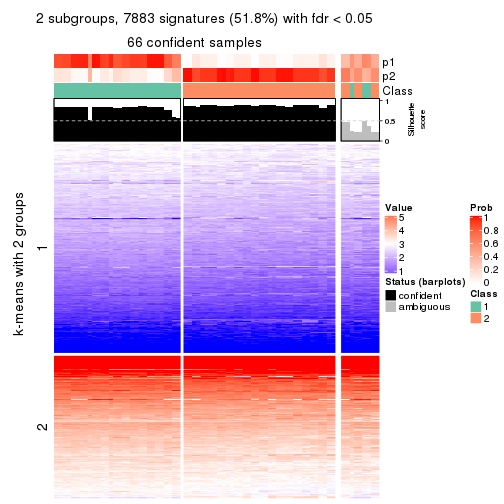 2 subgroups, 7883 signatures (51.8%) with fdr < 0.05
66 confident samples
p1
p2
Class
1
0.5
0
Silhouette
score
k-means with 2 groups
1
2
Value
5
4
3
2
1
Status (barplots)
confident
ambiguous
Prob
1
0.8
0.6
0.4
0.2
0
Class
1
2